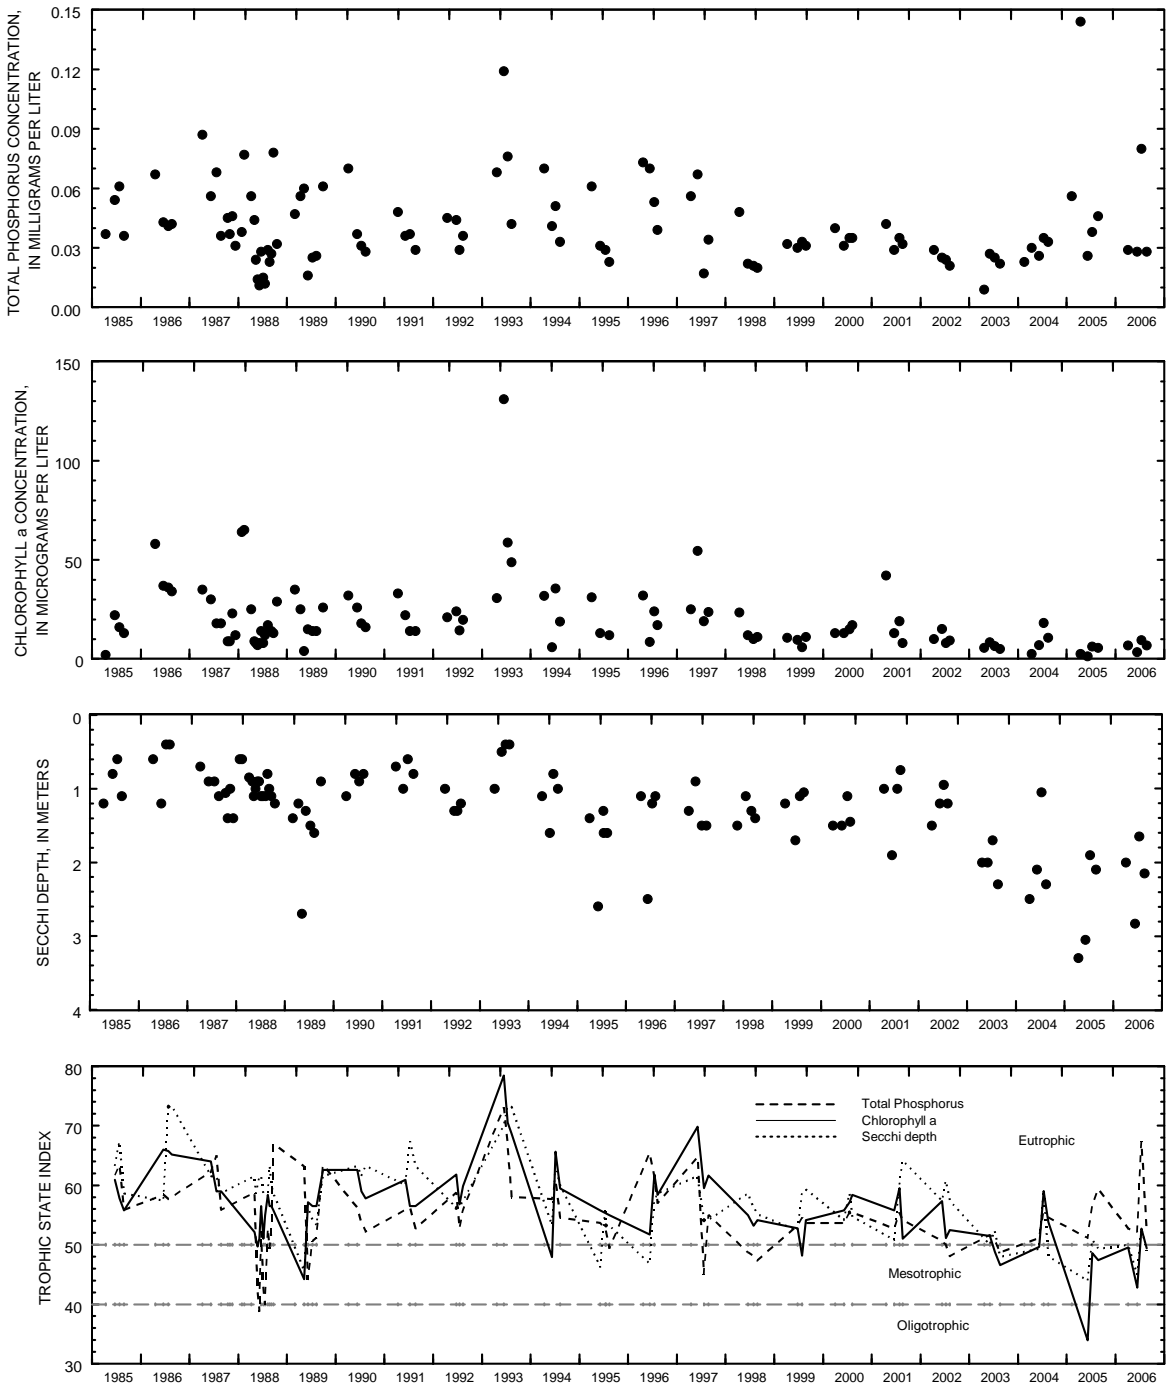 TOTAL PHOSPHORUS CONCENTRATION,
IN MILLIGRAMS PER LITER
0.15
0.12
0.09
0.06
0.03
0.00
1985 1986 1987 1988 1989 1990 1991 1992 1993 1994 1995 1996 1997 1998 1999 2000 2001 2002 2003 2004 2005 2006
CHLOROPHYLL a CONCENTRATION,
IN MICROGRAMS PER LITER
150
100
50
0
1985 1986 1987 1988 1989 1990 1991 1992 1993 1994 1995 1996 1997 1998 1999 2000 2001 2002 2003 2004 2005 2006
SECCHI DEPTH, IN METERS
0
1
2
3
4
1985 1986 1987 1988 1989 1990 1991 1992 1993 1994 1995 1996 1997 1998 1999 2000 2001 2002 2003 2004 2005 2006
TROPHIC STATE INDEX
80
70
60
50
40
30
Total Phosphorus
Chlorophyll a
Secchi depth
Eutrophic
Mesotrophic
Oligotrophic
1985 1986 1987 1988 1989 1990 1991 1992 1993 1994 1995 1996 1997 1998 1999 2000 2001 2002 2003 2004 2005 2006